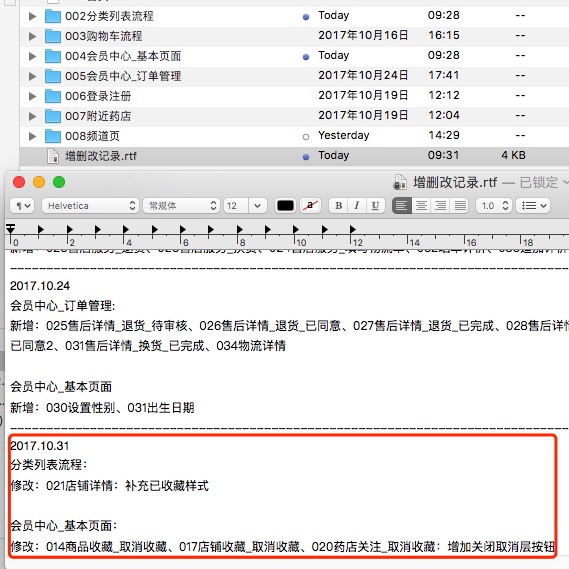 002分类列表流程 Today 09:28 --
003购物车流程 2017年10月16日 16:15 --
004会员中心_基本页面 Today 09:28 --
005会员中心_订单管理 2017年10月24日 17:41 --
006登录注册 2017年10月19日 12:12 --
007附近药店 2017年10月19日 12:04 --
008频道页 Yesterday 14:29 --
增删改记录.rtf Today 09:31 4 KB
增删改记录.rtf — 已锁定
¶ Helvetica 常规体 12 a B I U 1.0
0 2 4 6 8 10 12 14 16 18
2017.10.24
会员中心_订单管理:
新增：025售后详情_退货_待审核、026售后详情_退货_已同意、027售后详情_退货_已完成、028售后详情
已同意2、031售后详情_换货_已完成、034物流详情
会员中心_基本页面
新增：030设置性别、031出生日期
2017.10.31
分类列表流程：
修改：021店铺详情：补充已收藏样式
会员中心_基本页面：
修改：014商品收藏_取消收藏、017店铺收藏_取消收藏、020药店关注_取消收藏：增加关闭取消层按钮